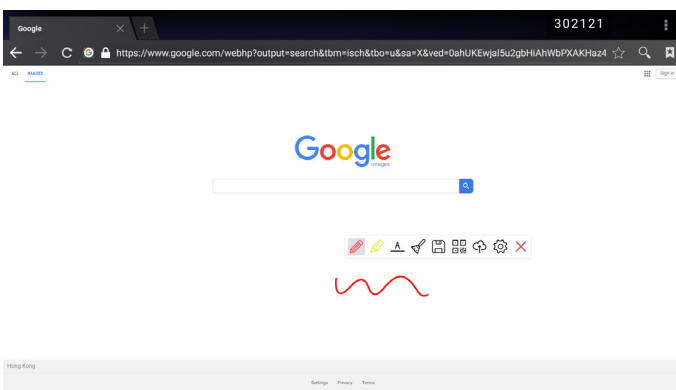 Google
302121
https://www.google.com/webhp?output=search&tbm=isch&tbo=u&sa=X&ved=0ahUKEwjal5u2gbHiAhWbPXAKHaz4
ALL IMAGES
Sign in
Google
images
A
Hong Kong
Settings Privacy Terms